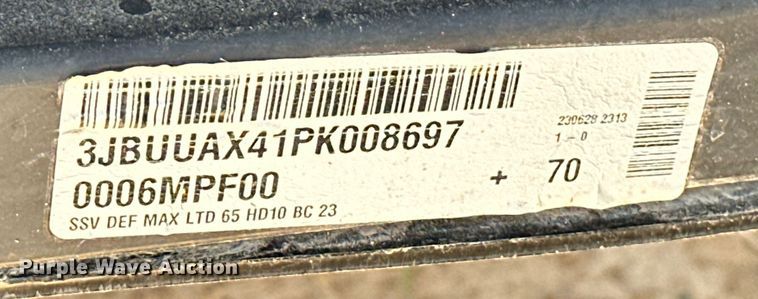 3JBUUAX41PK008697
230628 2313
1-0
0006MPF00 + 70
SSV DEF MAX LTD 65 HD10 BC 23
Purple Wave Auction